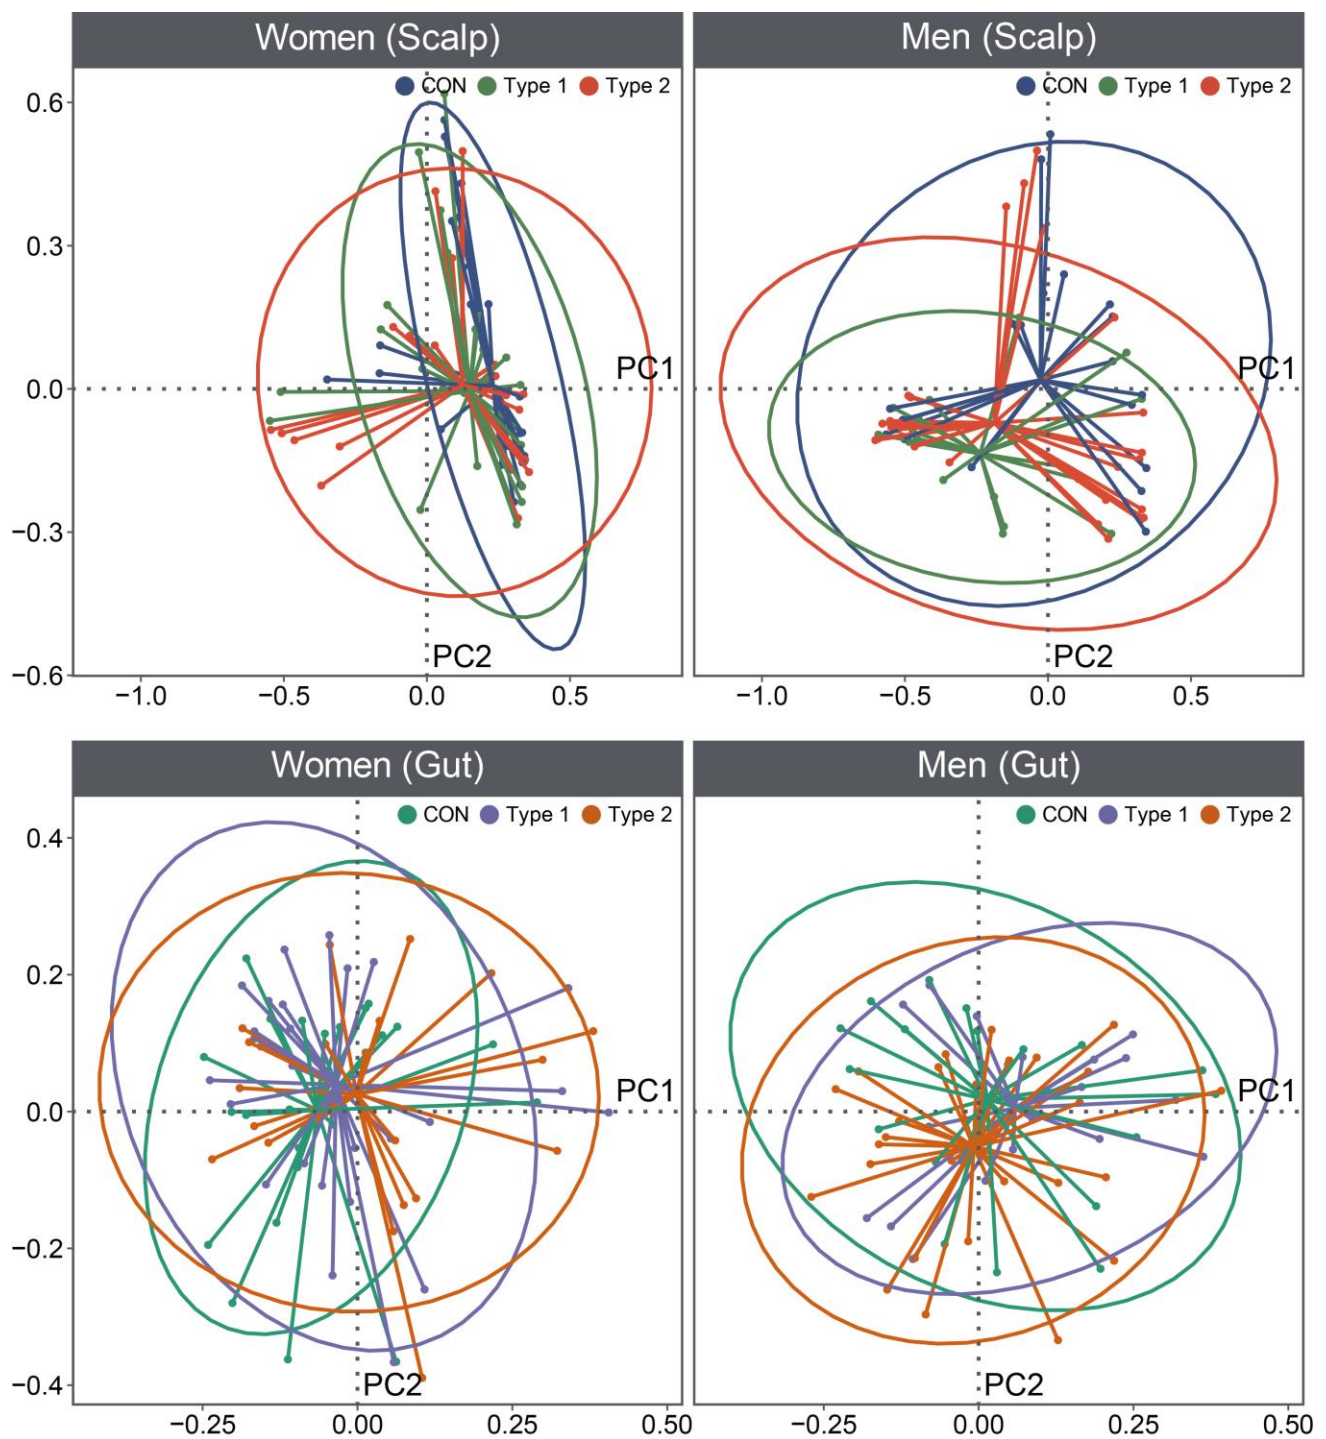 Women (Scalp)
Men (Scalp)
CON Type 1 Type 2
CON Type 1 Type 2
0.6
0.3
0.0
−0.3
−0.6
PC1
PC2
PC1
PC2
−1.0 −0.5 0.0 0.5
−1.0 −0.5 0.0 0.5
Women (Gut)
Men (Gut)
CON Type 1 Type 2
CON Type 1 Type 2
0.4
0.2
0.0
−0.2
−0.4
PC1
PC2
PC1
PC2
−0.25 0.00 0.25 0.50
−0.25 0.00 0.25 0.50